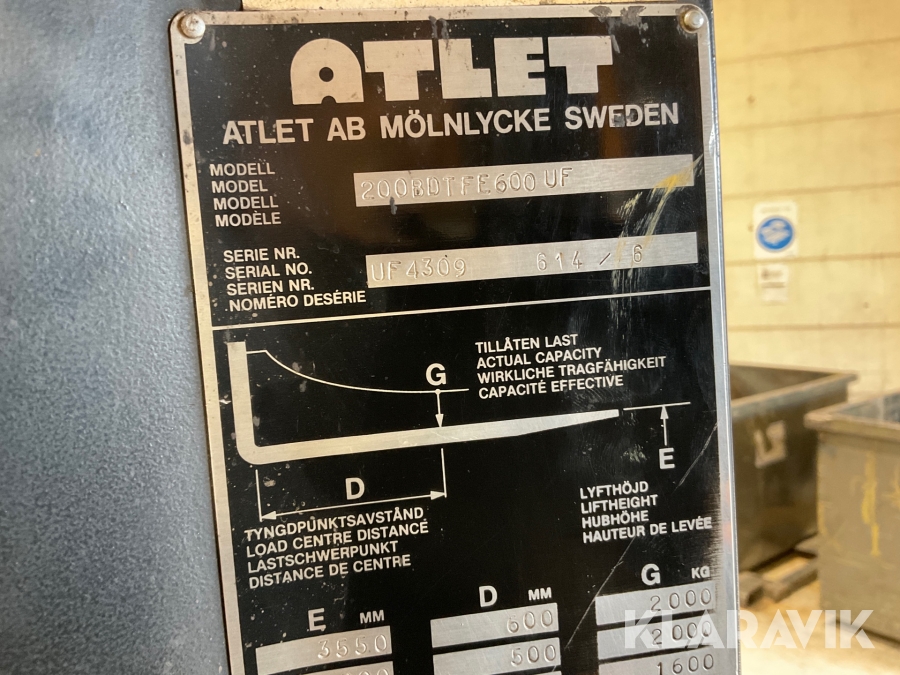 ATLET
ATLET AB MÖLNLYCKE SWEDEN
MODELL
MODEL
MODELL
MODÈLE
200BDTFE600 UF
SERIE NR.
SERIAL NO.
SERIEN NR.
NOMÉRO DESÉRIE
UF4309 614 / 6
TILLÅTEN LAST
ACTUAL CAPACITY
WIRKLICHE TRAGFÄHIGKEIT
CAPACITÉ EFFECTIVE
G
D
E
TYNGDPUNKTSAVSTÅND
LOAD CENTRE DISTANCE
LASTSCHWERPUNKT
DISTANCE DE CENTRE
LYFTHÖJD
LIFTHEIGHT
HUBHÖHE
HAUTEUR DE LEVÉE
E MM D MM G KG
3550 600 2000
500 2000
1600
KLARAVIK